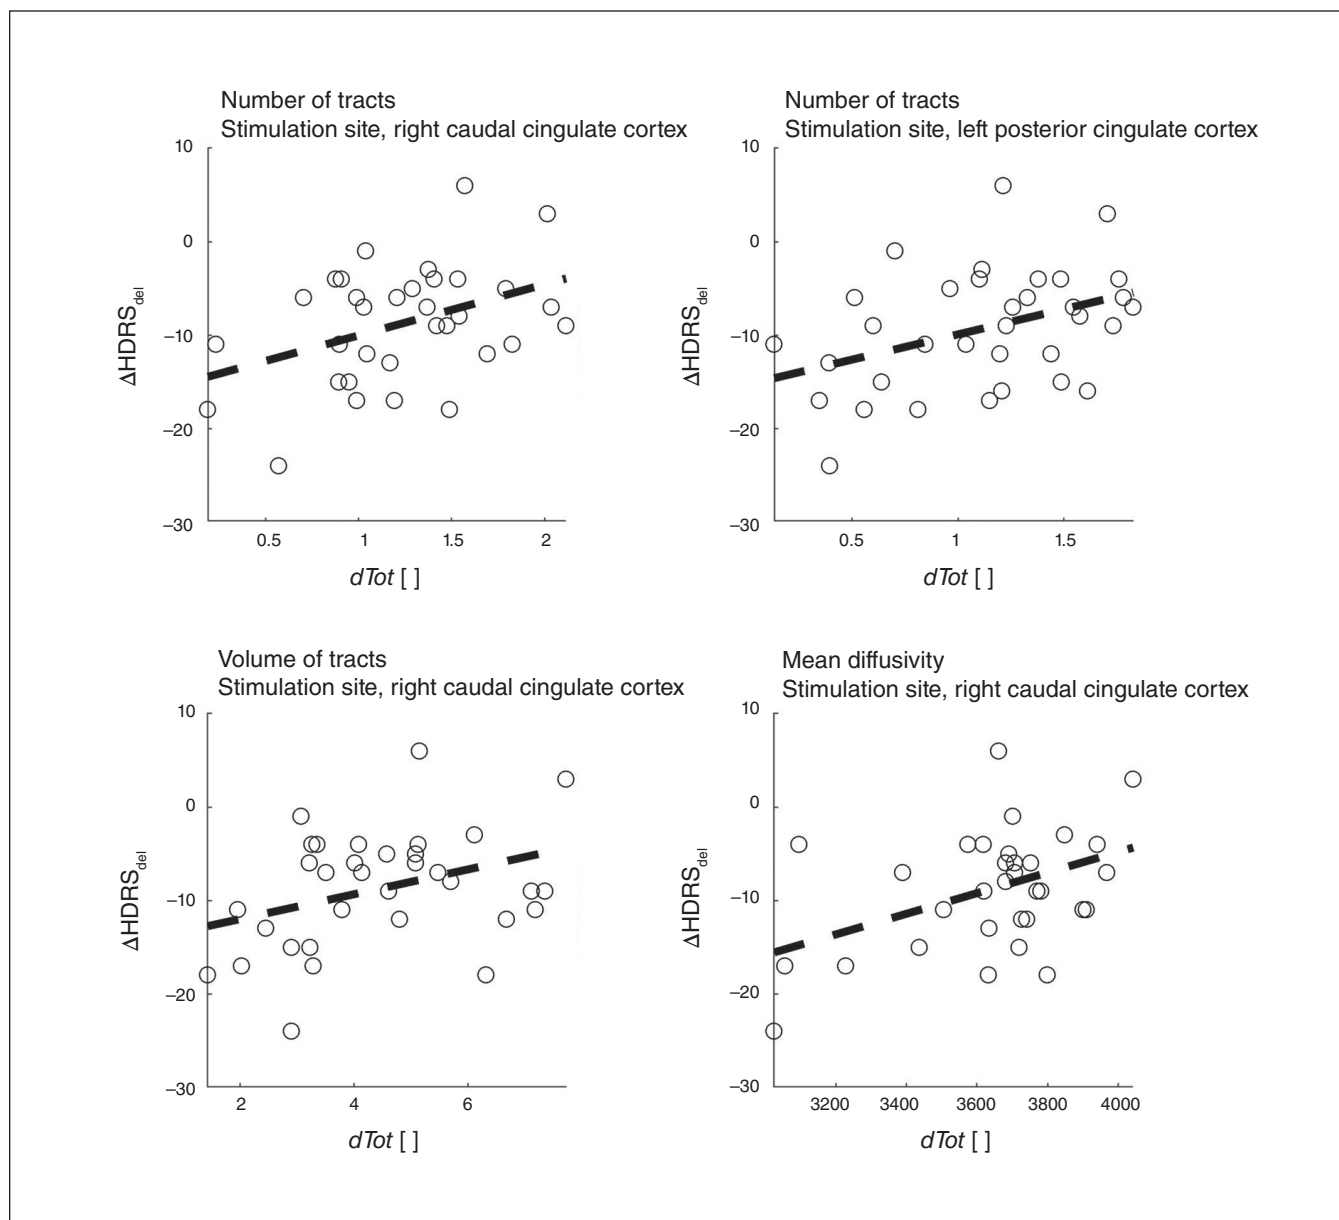 Number of tracts
Stimulation site, right caudal cingulate cortex
10
0
–10
–20
–30
ΔHDRSdel
0.5 1 1.5 2
dTot [ ]
Number of tracts
Stimulation site, left posterior cingulate cortex
10
0
–10
–20
–30
ΔHDRSdel
0.5 1 1.5
dTot [ ]
Volume of tracts
Stimulation site, right caudal cingulate cortex
10
0
–10
–20
–30
ΔHDRSdel
2 4 6
dTot [ ]
Mean diffusivity
Stimulation site, right caudal cingulate cortex
10
0
–10
–20
–30
ΔHDRSdel
3200 3400 3600 3800 4000
dTot [ ]